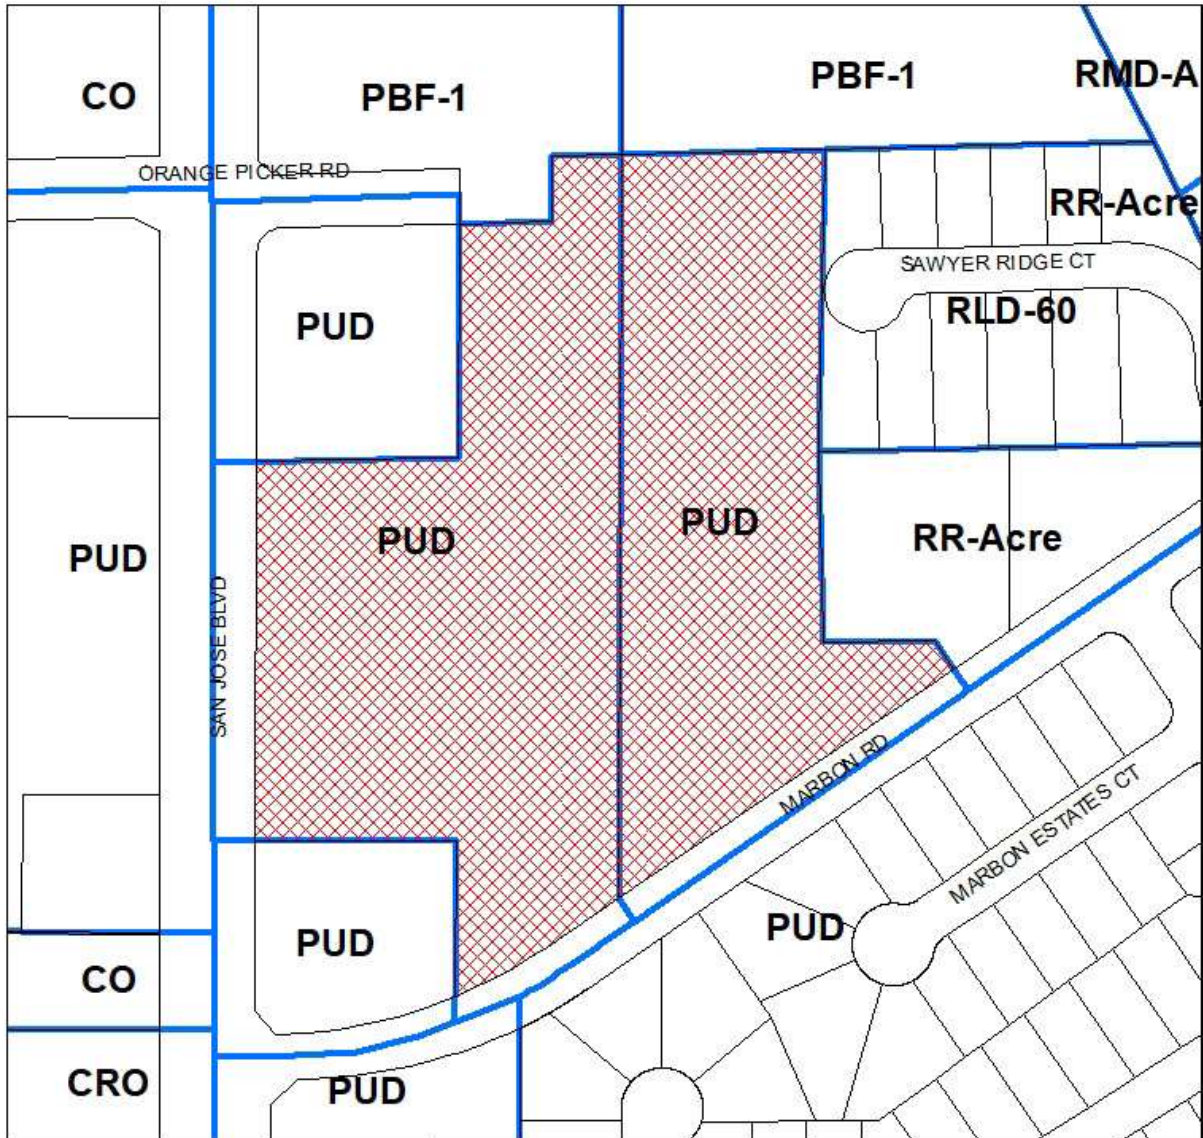 CO
PBF-1
PBF-1
RMD-A
ORANGE PICKER RD
RR-Acre
SAWYER RIDGE CT
RLD-60
PUD
PUD
PUD
RR-Acre
PUD
SAN JOSE BLVD
MARBON RD
MARBON ESTATES CT
PUD
PUD
CO
CRO
PUD